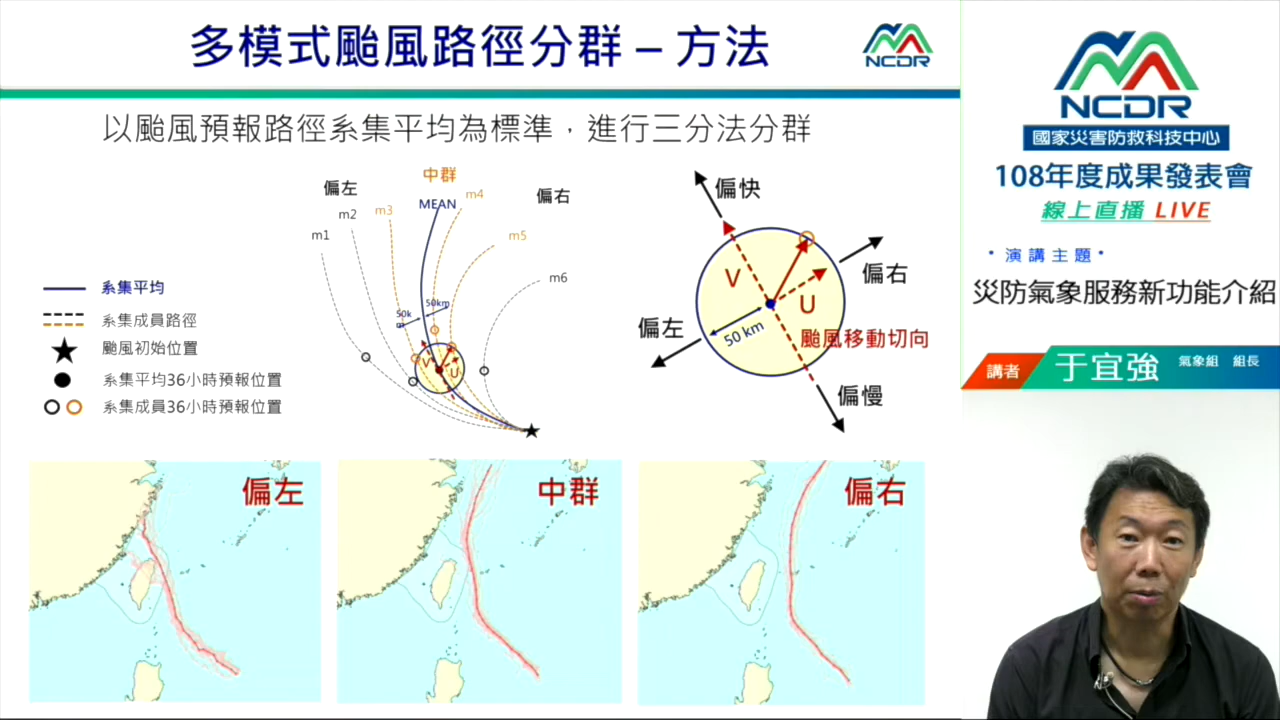 多模式颱風路徑分群 – 方法
NCDR
以颱風預報路徑系集平均為標準，進行三分法分群
系集平均
系集成員路徑
颱風初始位置
系集平均36小時預報位置
系集成員36小時預報位置
偏左
中群
偏右
m1
m2
m3
MEAN
m4
m5
m6
50k
m
50km
V
U
偏快
偏右
V
U
偏左
50 km
颱風移動切向
偏慢
偏左
中群
偏右
NCDR
國家災害防救科技中心
108年度成果發表會
線上直播 LIVE
•演講主題•
災防氣象服務新功能介紹
講者
于宜強
氣象組 組長